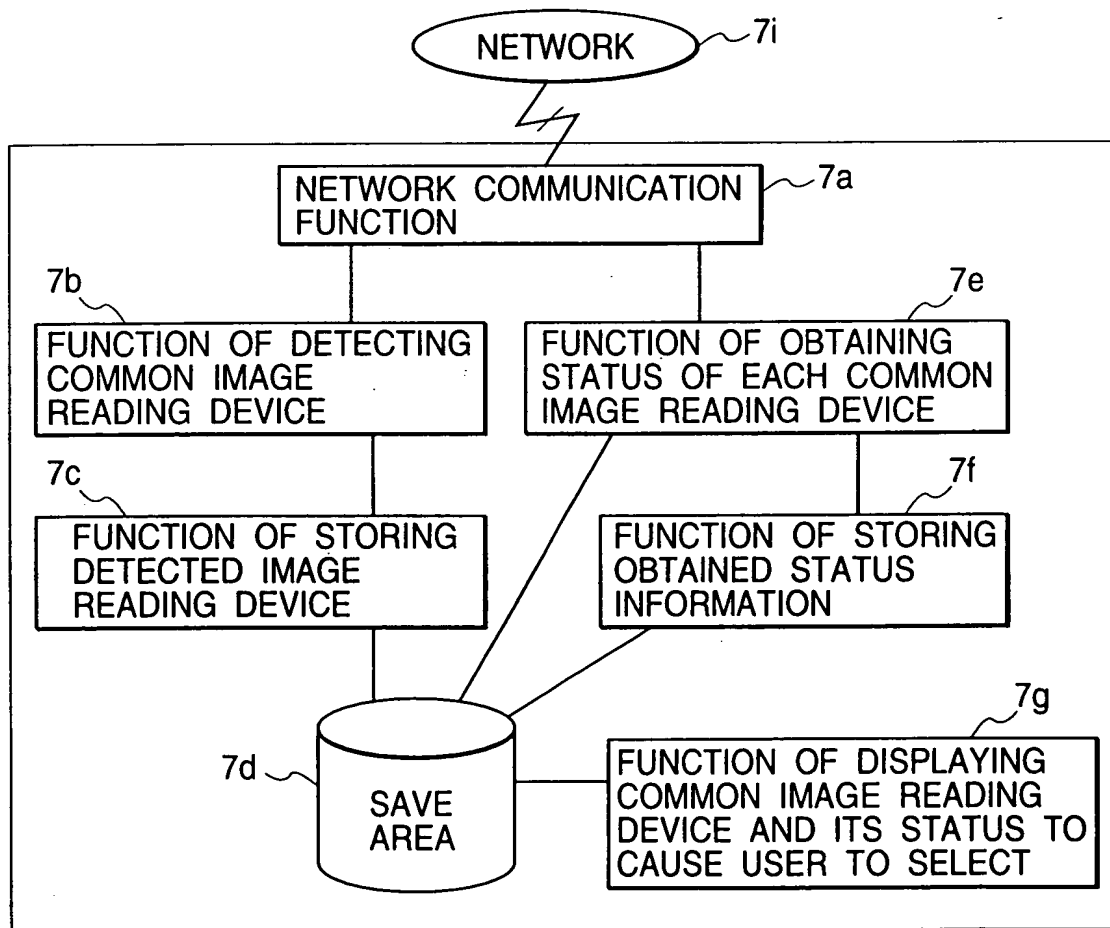 NETWORK
7i
NETWORK COMMUNICATION
FUNCTION
7a
7b
FUNCTION OF DETECTING
COMMON IMAGE
READING DEVICE
7e
FUNCTION OF OBTAINING
STATUS OF EACH COMMON
IMAGE READING DEVICE
7c
FUNCTION OF STORING
DETECTED IMAGE
READING DEVICE
7f
FUNCTION OF STORING
OBTAINED STATUS
INFORMATION
7d
SAVE
AREA
7g
FUNCTION OF DISPLAYING
COMMON IMAGE READING
DEVICE AND ITS STATUS TO
CAUSE USER TO SELECT